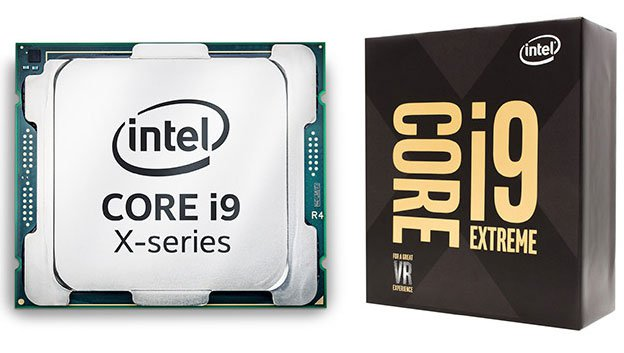 intel
CORE i9
X-series
R4
intel
CORE i9
EXTREME
FOR A GREAT
VR
EXPERIENCE